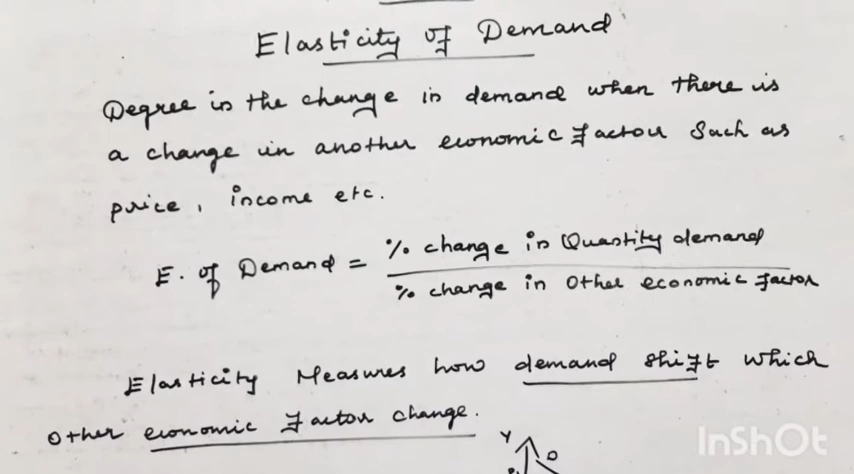 Elasticity of Demand
Degree in the change in demand when there is
a change in another economic factor Such as
price, income etc.
E. of Demand = % change in Quantity demand
% change in Other economic factor
Elasticity Measures how demand shift which
Other economic factor change.
Y
D
InShOt